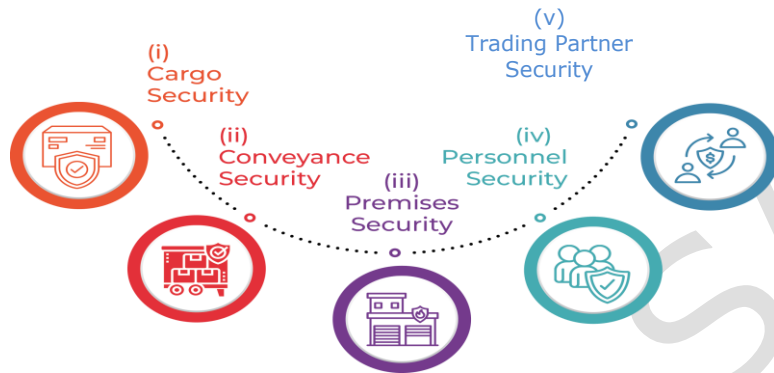 (i)
Cargo
Security
(ii)
Conveyance
Security
(iii)
Premises
Security
(iv)
Personnel
Security
(v)
Trading Partner
Security
$